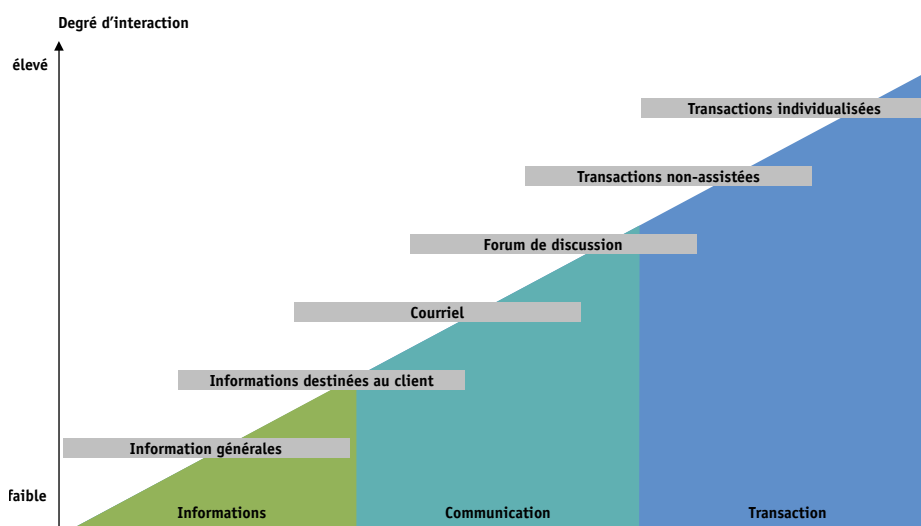 Degré d'interaction
élevé
Transactions individualisées
Transactions non-assistées
Forum de discussion
Courriel
Informations destinées au client
Information générales
faible
Informations
Communication
Transaction